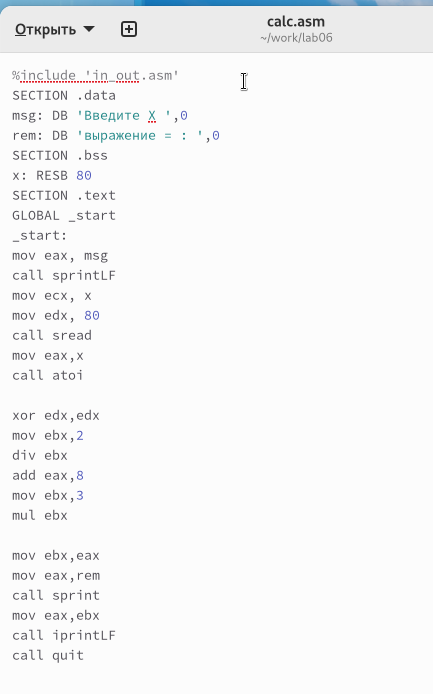 Открыть
calc.asm
~/work/lab06
%include 'in_out.asm'
SECTION .data
msg: DB 'Введите X ',0
rem: DB 'выражение = : ',0
SECTION .bss
x: RESB 80
SECTION .text
GLOBAL _start
_start:
mov eax, msg
call sprintLF
mov ecx, x
mov edx, 80
call sread
mov eax,x
call atoi
xor edx,edx
mov ebx,2
div ebx
add eax,8
mov ebx,3
mul ebx
mov ebx,eax
mov eax,rem
call sprint
mov eax,ebx
call iprintLF
call quit